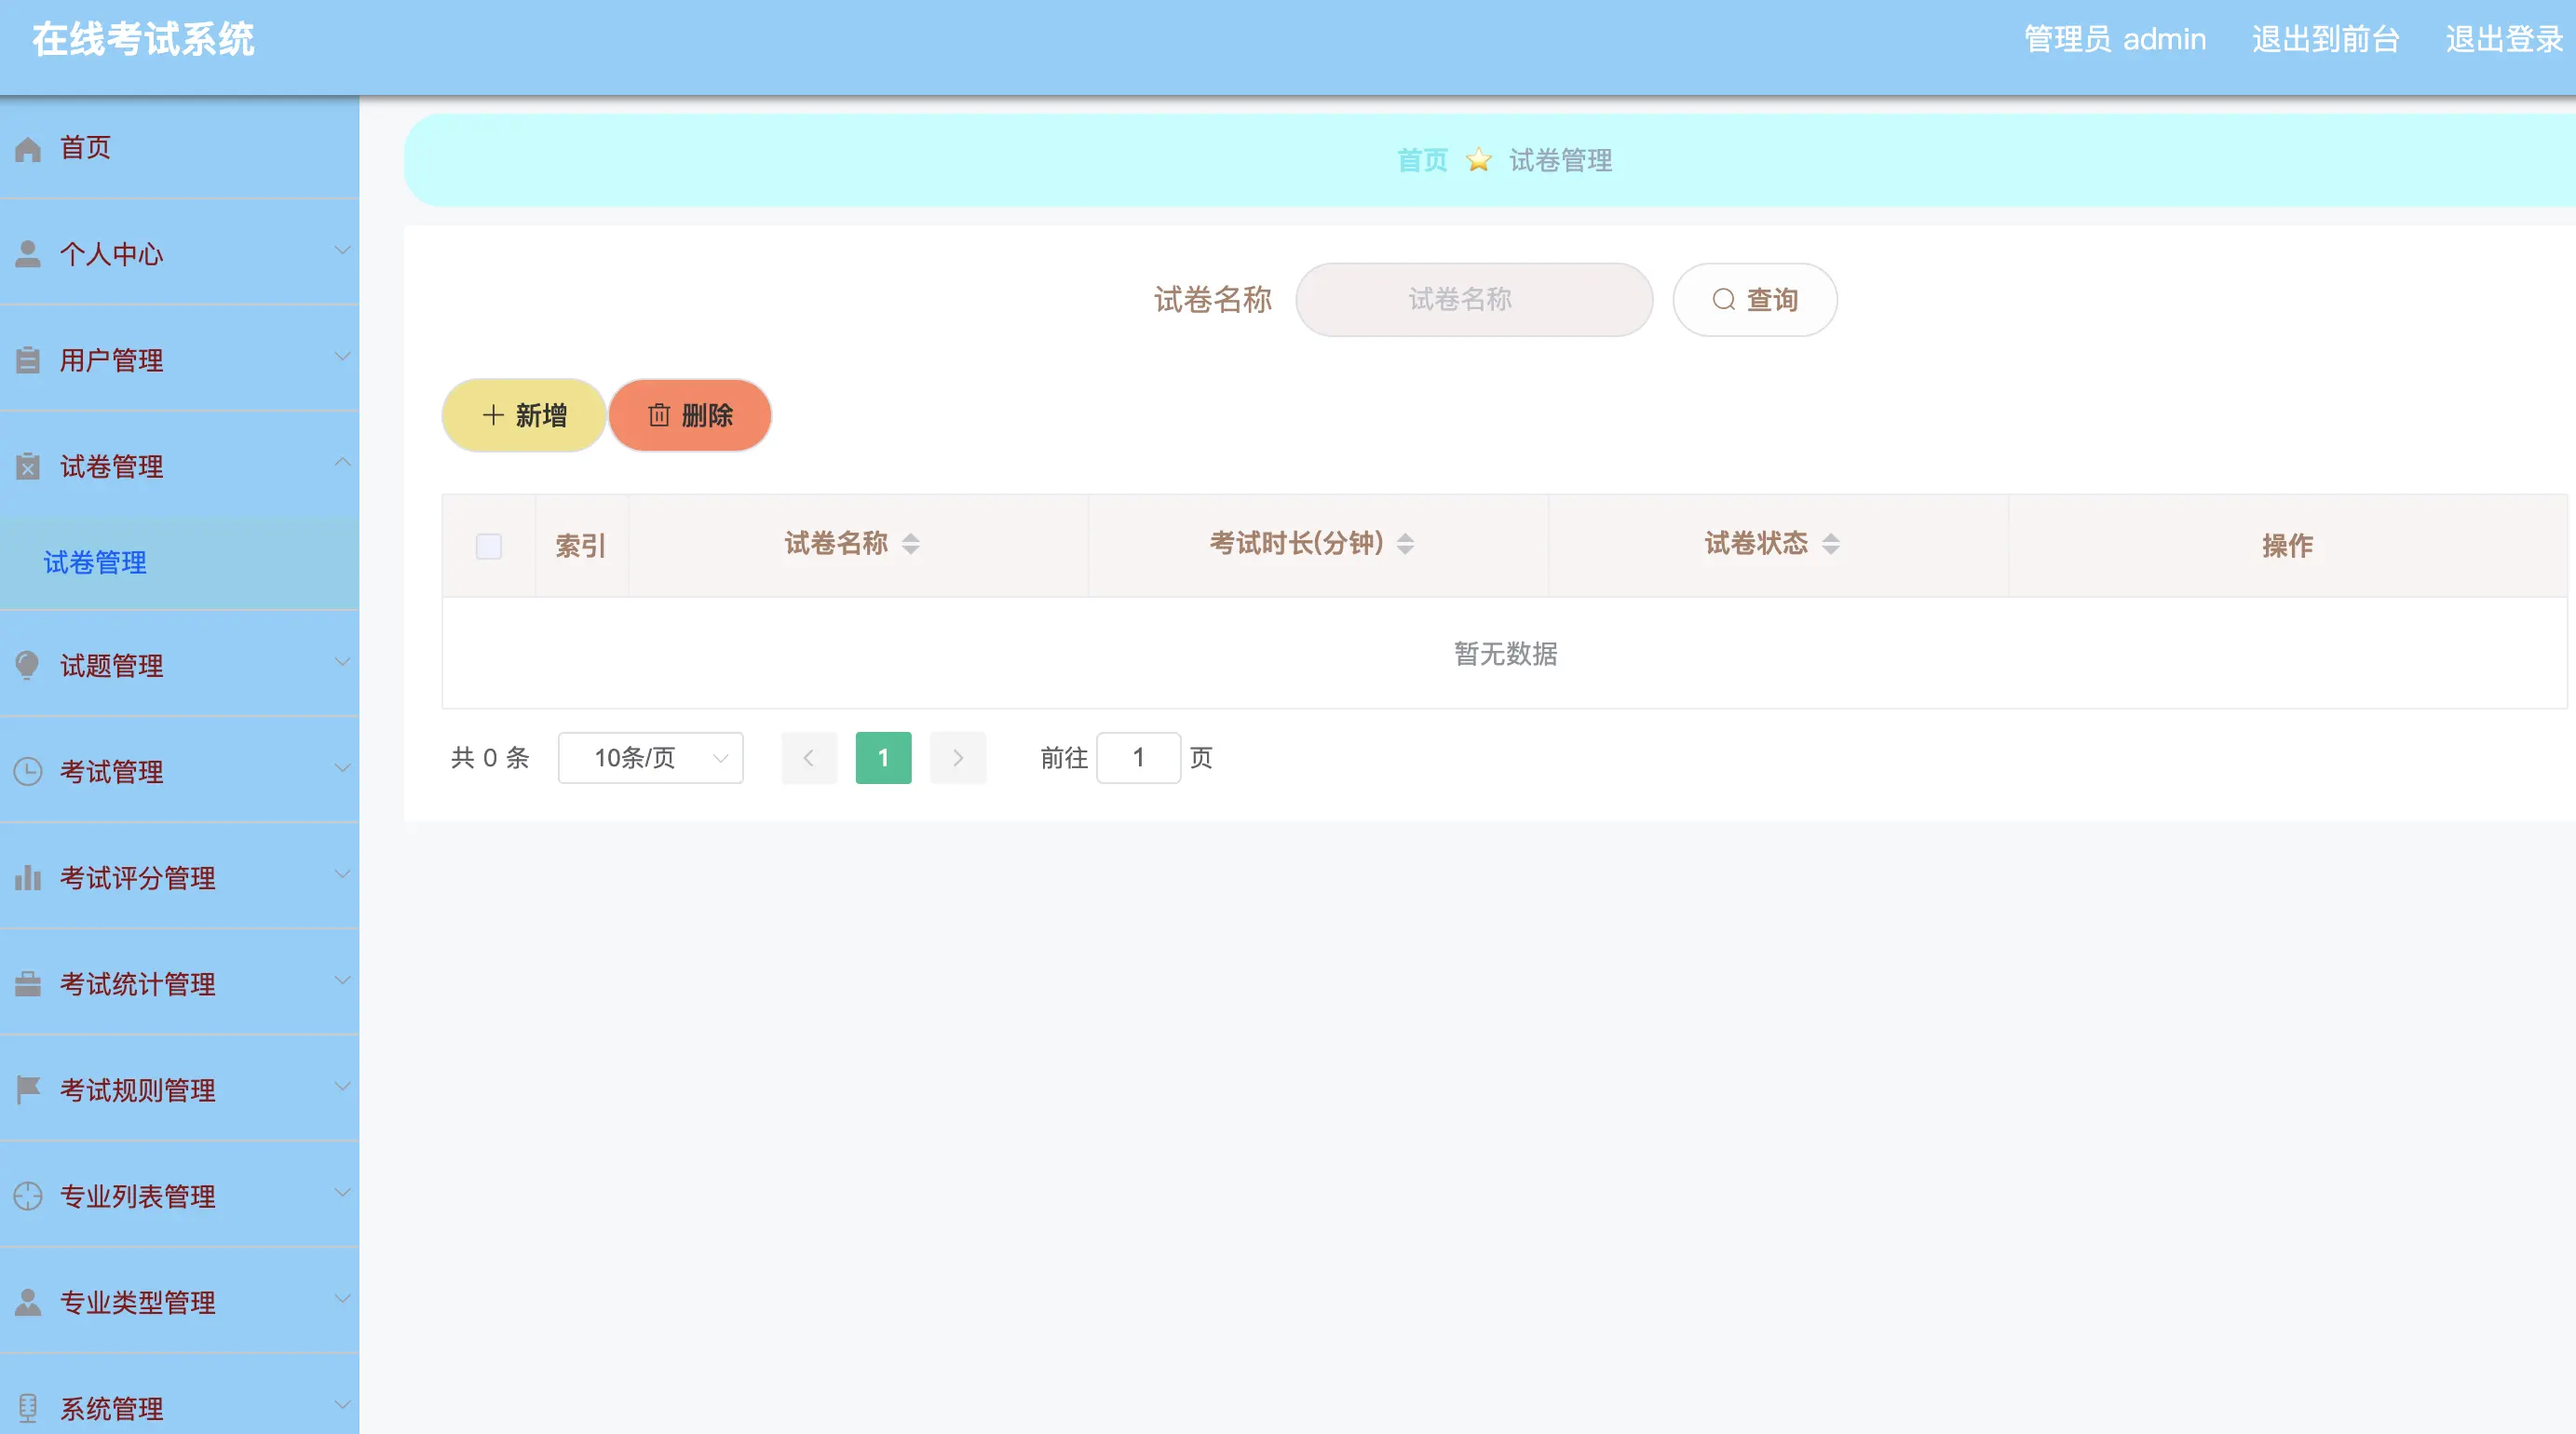 在线考试系统
管理员 admin 退出到前台 退出登录
首页
个人中心
用户管理
试卷管理
试卷管理
试题管理
考试管理
考试评分管理
考试统计管理
考试规则管理
专业列表管理
专业类型管理
系统管理
首页 试卷管理
试卷名称 试卷名称 查询
新增 删除
索引 试卷名称 考试时长(分钟) 试卷状态 操作
暂无数据
共 0 条 10条/页 1 前往 1 页